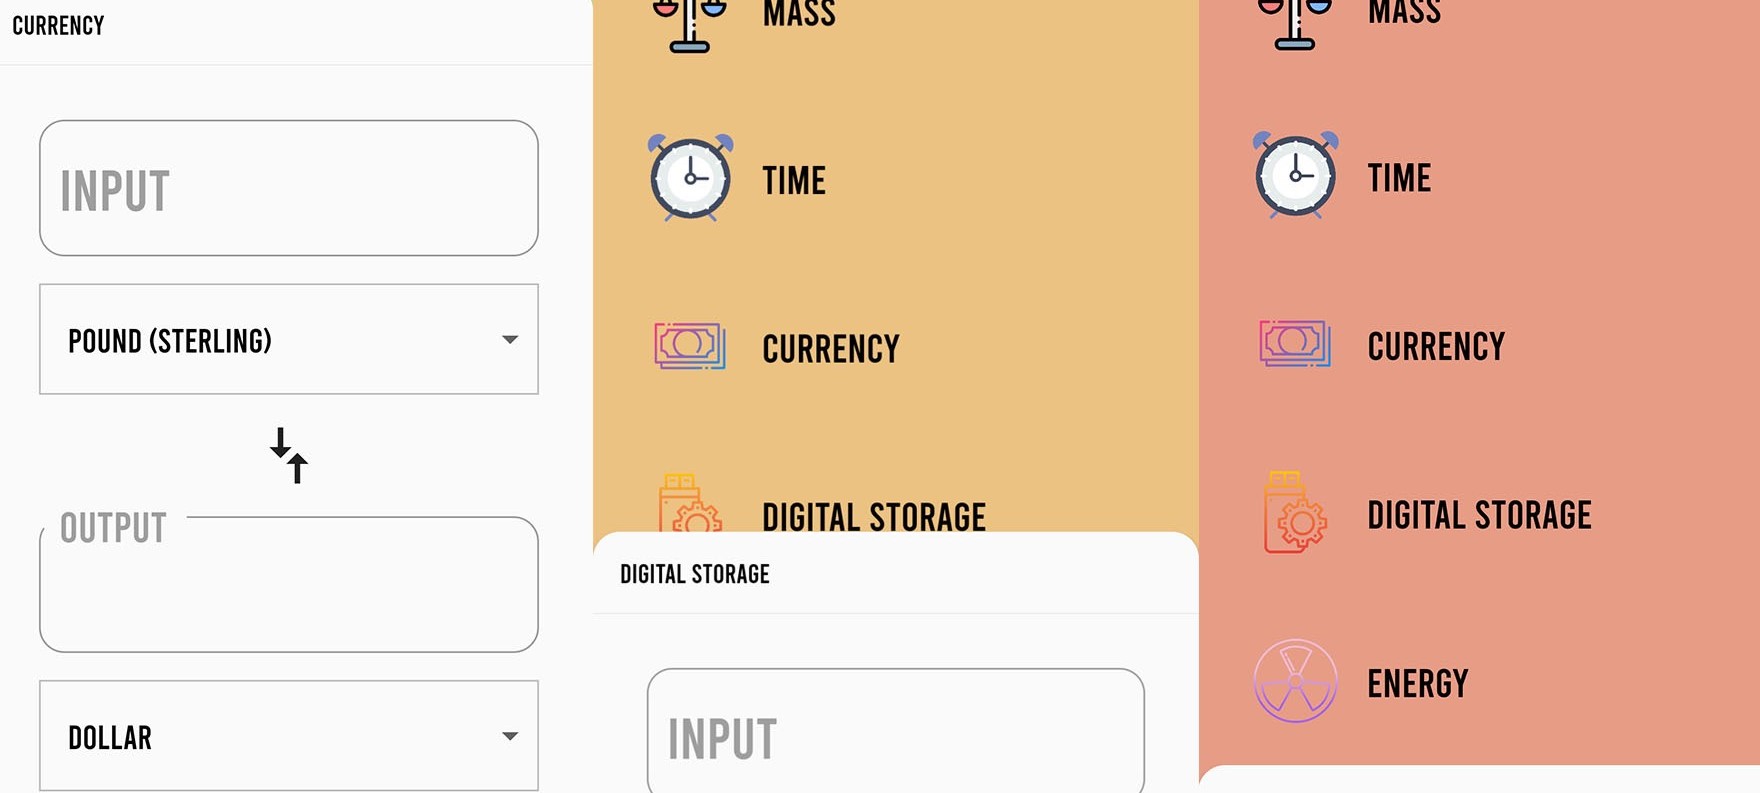 CURRENCY
INPUT
POUND (STERLING)
OUTPUT
DOLLAR
MASS
TIME
CURRENCY
DIGITAL STORAGE
DIGITAL STORAGE
INPUT
MASS
TIME
CURRENCY
DIGITAL STORAGE
ENERGY